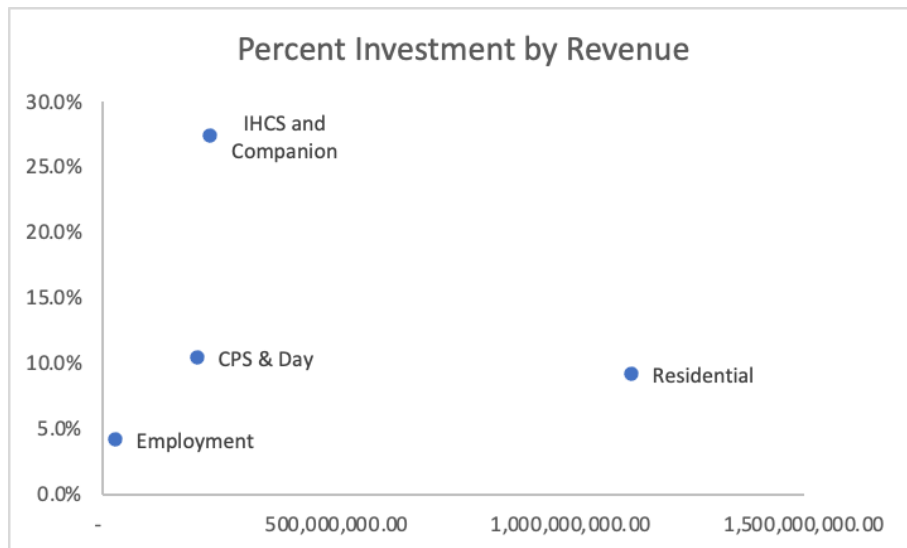 Percent Investment by Revenue
30.0%
IHCS and
Companion
25.0%
20.0%
15.0%
10.0%
CPS & Day
Residential
5.0%
Employment
0.0%
-
500,000,000.00
1,000,000,000.00
1,500,000,000.00